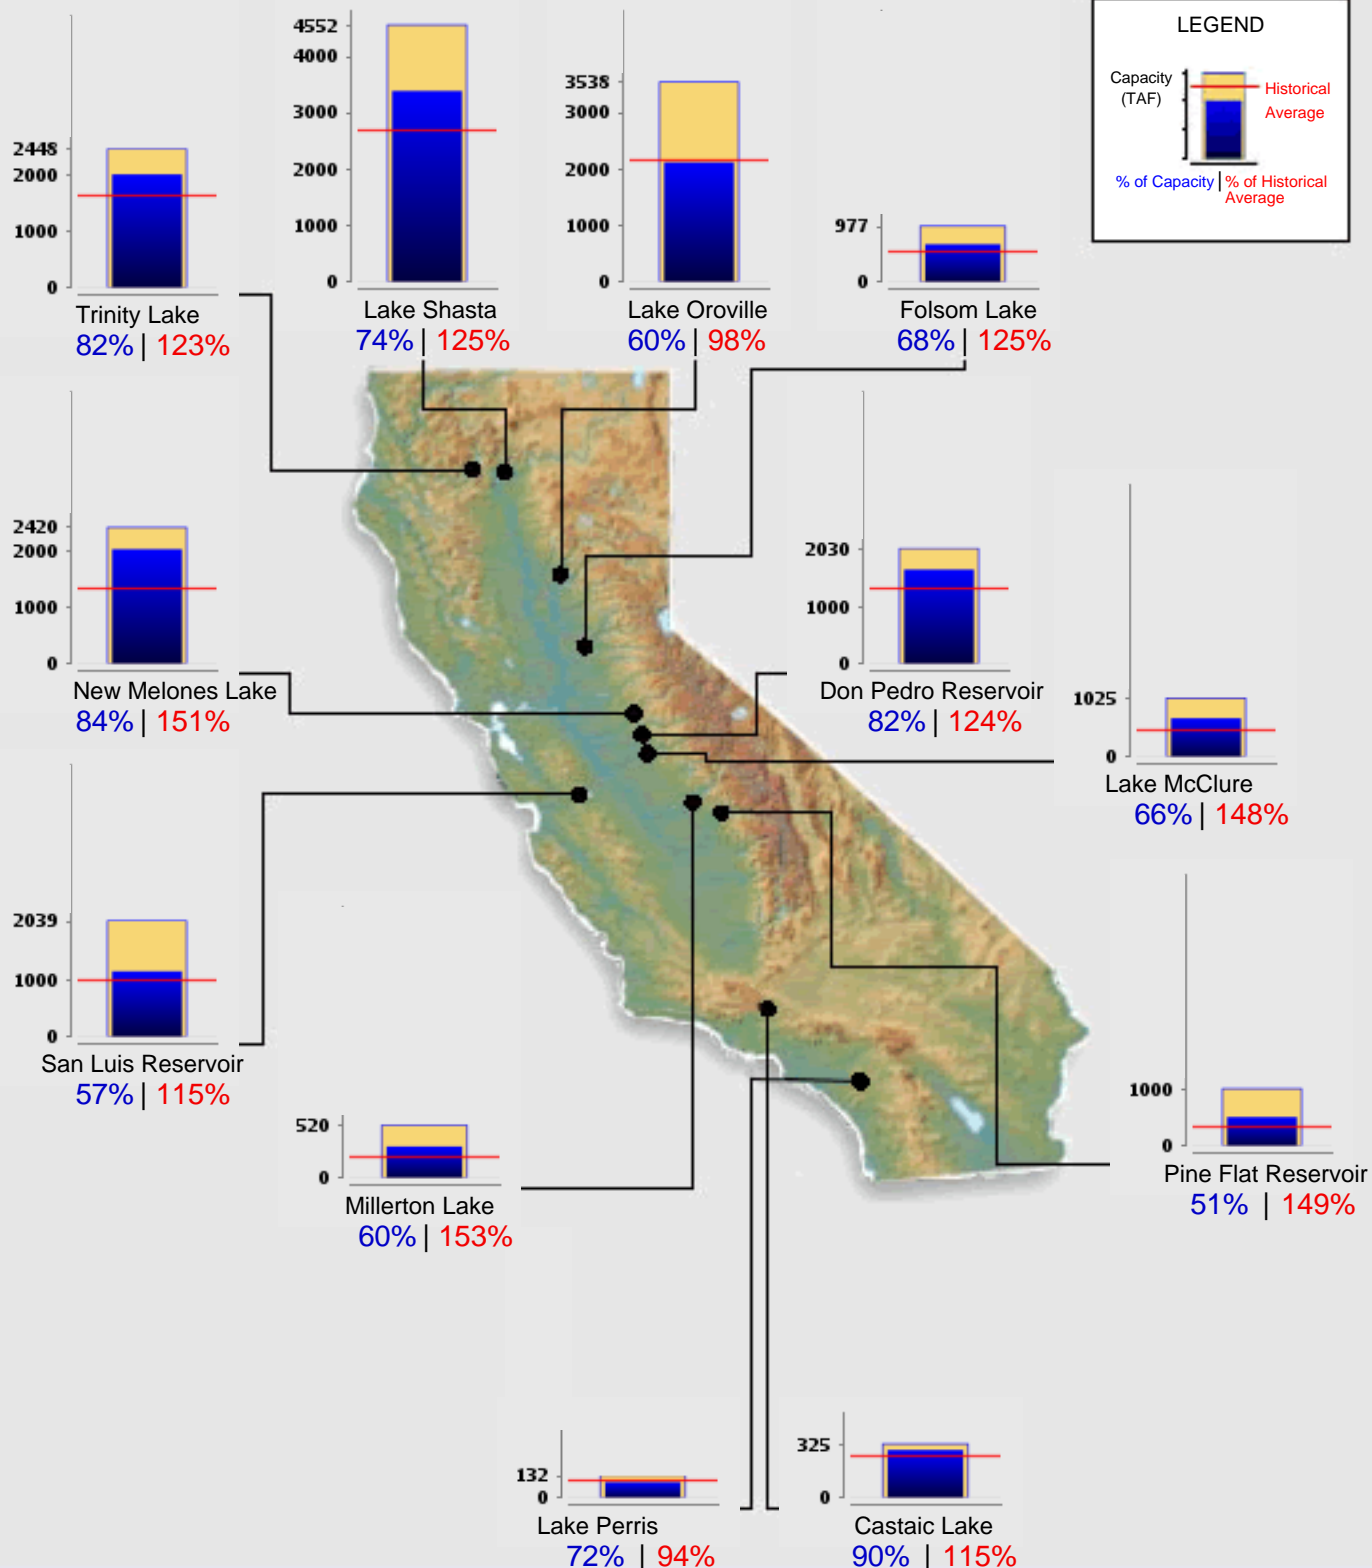 LEGEND
Capacity
(TAF)
Historical
Average
% of Capacity | % of Historical
Average
2448
2000
1000
0
Trinity Lake
82% | 123%
4552
4000
3000
2000
1000
0
Lake Shasta
74% | 125%
3538
3000
2000
1000
0
Lake Oroville
60% | 98%
977
0
Folsom Lake
68% | 125%
2420
2000
1000
0
New Melones Lake
84% | 151%
2030
1000
0
Don Pedro Reservoir
82% | 124%
1025
0
Lake McClure
66% | 148%
2039
1000
0
San Luis Reservoir
57% | 115%
520
0
Millerton Lake
60% | 153%
1000
0
Pine Flat Reservoir
51% | 149%
132
0
Lake Perris
72% | 94%
325
0
Castaic Lake
90% | 115%